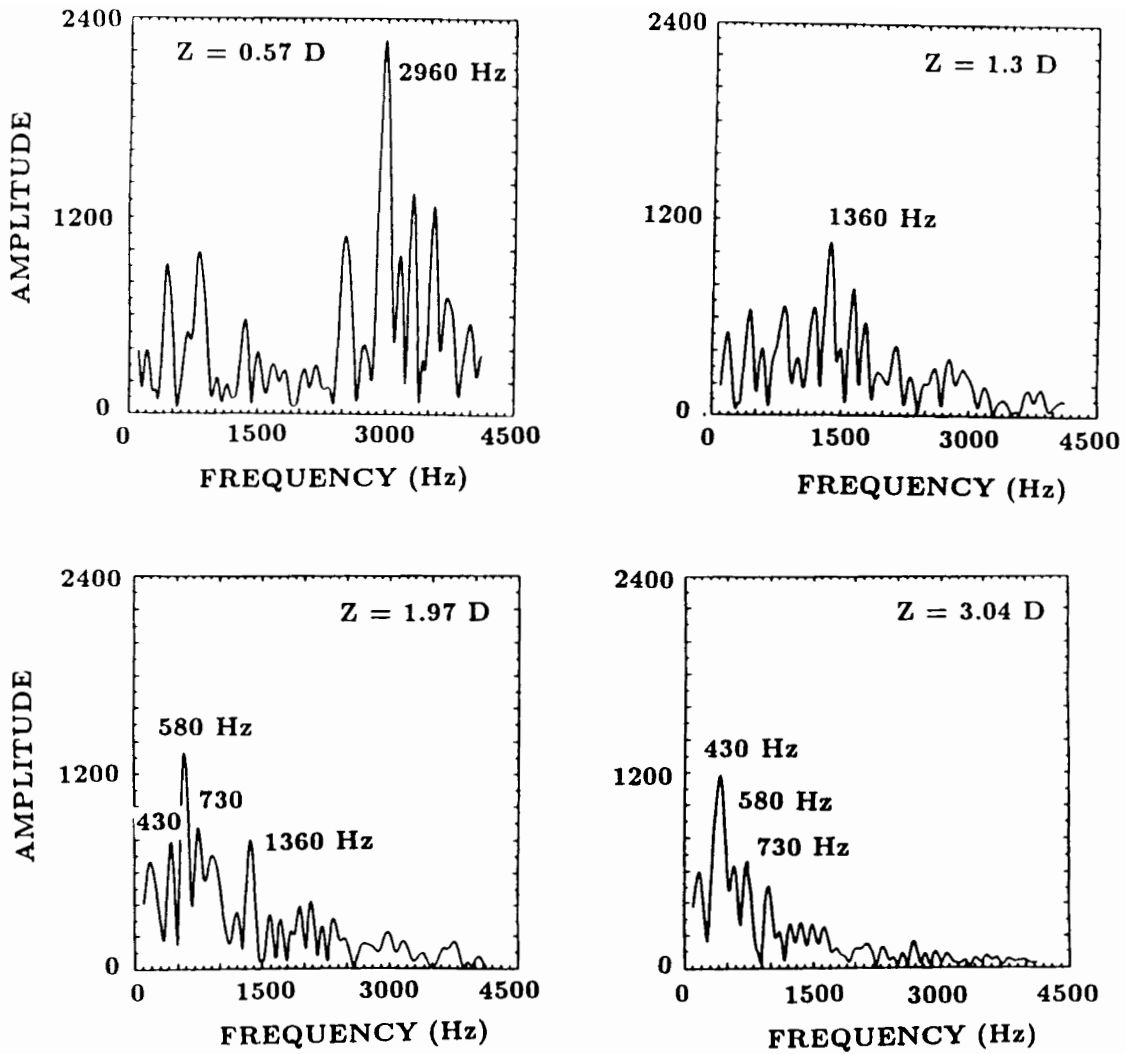 2400
Z = 0.57 D
2960 Hz
AMPLITUDE
1200
0
0 1500 3000 4500
FREQUENCY (Hz)
2400
Z = 1.3 D
1360 Hz
1200
0
0 1500 3000 4500
FREQUENCY (Hz)
2400
Z = 1.97 D
580 Hz
AMPLITUDE
1200
730
430
1360 Hz
0
0 1500 3000 4500
FREQUENCY (Hz)
2400
Z = 3.04 D
430 Hz
1200
580 Hz
730 Hz
0
0 1500 3000 4500
FREQUENCY (Hz)